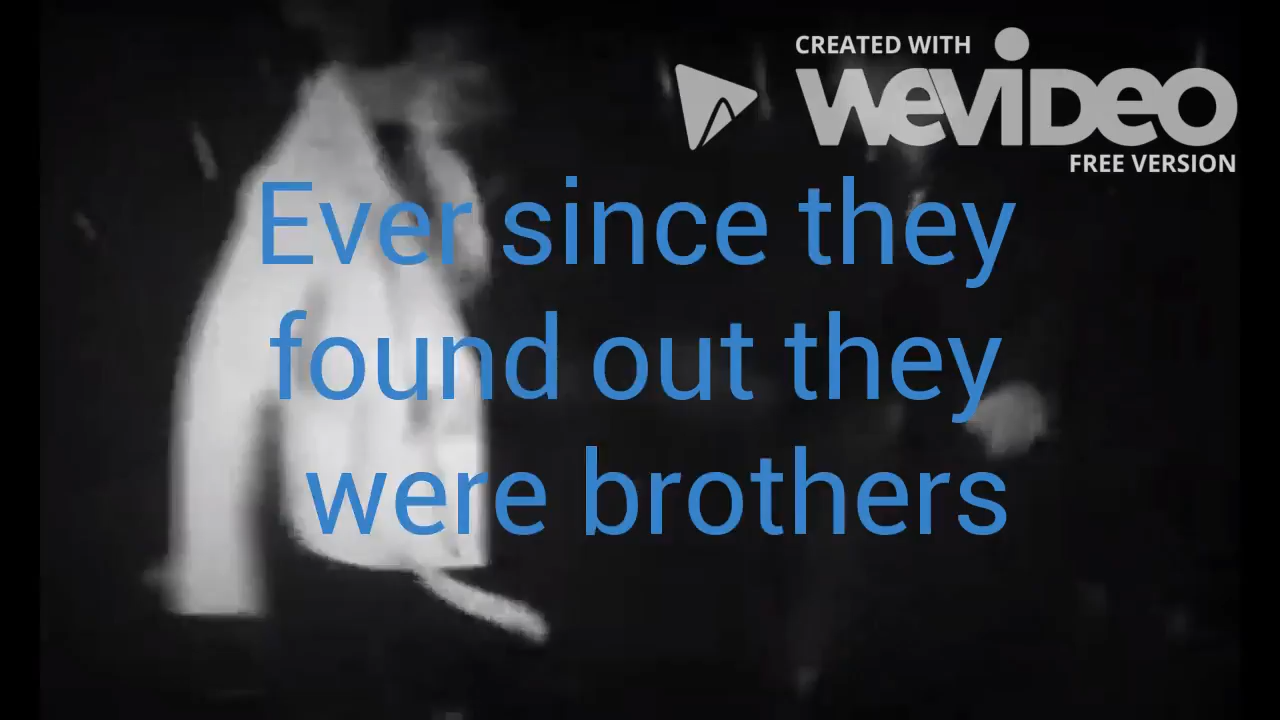 CREATED WITH
WEVIDEO
FREE VERSION
Ever since they
found out they
were brothers